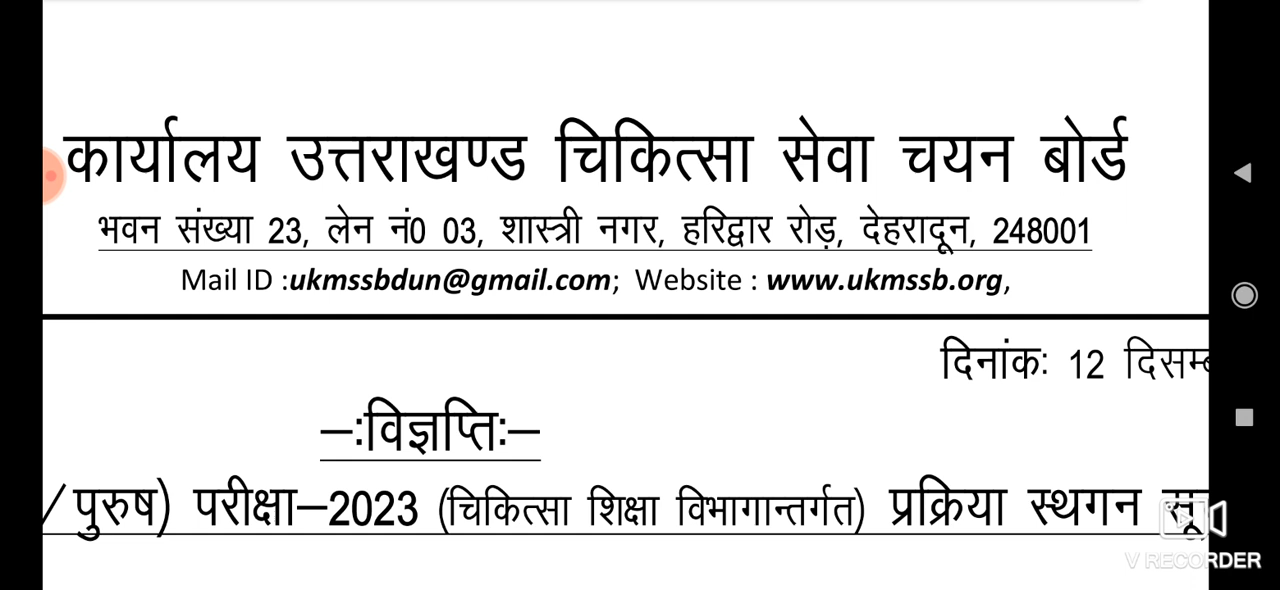 कार्यालय उत्तराखण्ड चिकित्सा सेवा चयन बोर्ड
भवन संख्या 23, लेन नं0 03, शास्त्री नगर, हरिद्वार रोड़, देहरादून, 248001
Mail ID :ukmssbdun@gmail.com; Website : www.ukmssb.org,
दिनांकः 12
–:विज्ञप्ति:–
/पुरुष) परीक्षा–2023 (चिकित्सा शिक्षा विभागान्तर्गत) प्रक्रिया स्थगन
V RECORDER